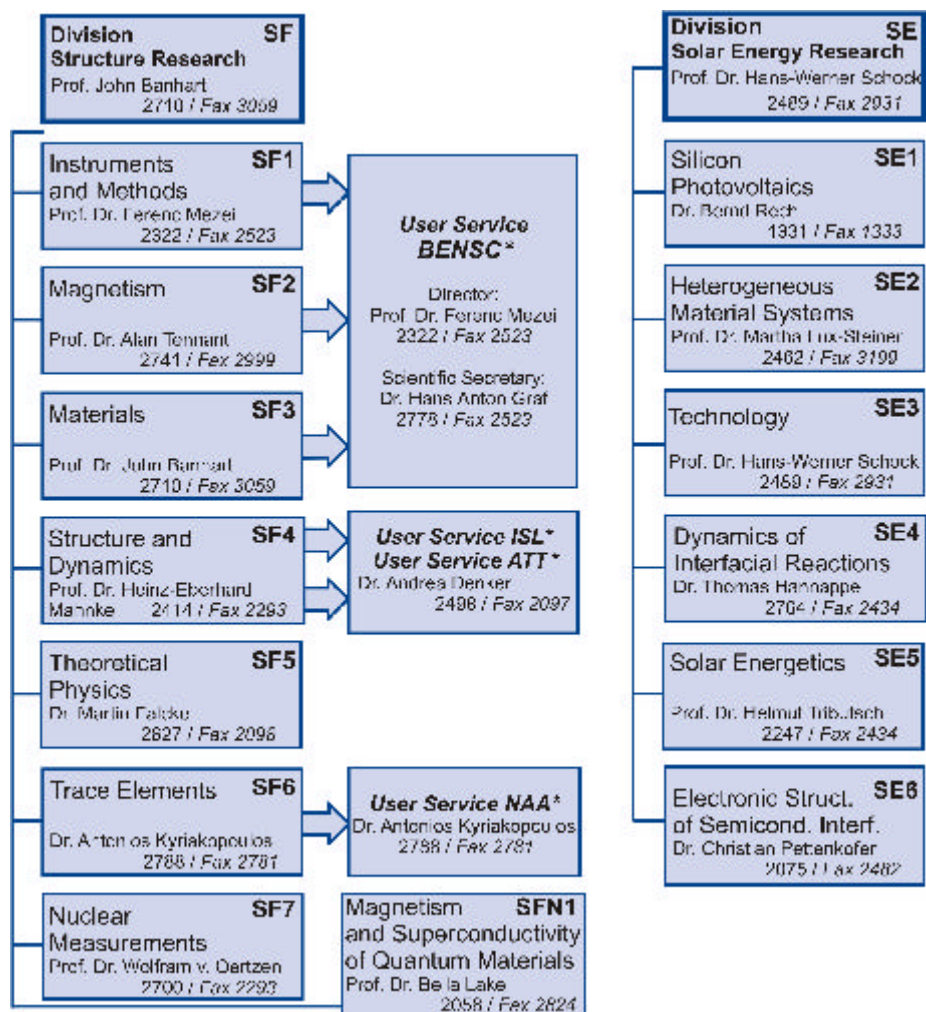 Division SF
Structure Research
Prof. John Banhart
2710 / Fax 3059
Instruments SF1
and Methods
Prof. Dr. Ferenc Mezei
2322 / Fax 2523
Magnetism SF2
Prof. Dr. Alan Tennant
2741 / Fax 2999
Materials SF3
Prof. Dr. John Banhart
2710 / Fax 3059
Structure and SF4
Dynamics
Prof. Dr. Heinz-Eberhard
Mahnke 2414 / Fax 2293
Theoretical SF5
Physics
Dr. Martin Falcke
2627 / Fax 2098
Trace Elements SF6
Dr. Antonios Kyriakopoulos
2788 / Fax 2781
Nuclear SF7
Measurements
Prof. Dr. Wolfram v. Oertzen
2700 / Fax 2293
User Service
BENSC*
Director:
Prof. Dr. Ferenc Mezei
2322 / Fax 2523
Scientific Secretary:
Dr. Hans Anton Graf
2778 / Fax 2523
User Service ISL*
User Service ATT*
Dr. Andrea Denker
2498 / Fax 2097
User Service NAA*
Dr. Antonios Kyriakopoulos
2788 / Fax 2781
Magnetism SFN1
and Superconductivity
of Quantum Materials
Prof. Dr. Bella Lake
2058 / Fax 2824
Division SE
Solar Energy Research
Prof. Dr. Hans-Werner Schock
2489 / Fax 2931
Silicon SE1
Photovoltaics
Dr. Bernd Rech
1331 / Fax 1333
Heterogeneous SE2
Material Systems
Prof. Dr. Martha Lux-Steiner
2462 / Fax 3199
Technology SE3
Prof. Dr. Hans-Werner Schock
2489 / Fax 2931
Dynamics of SE4
Interfacial Reactions
Dr. Thomas Hannappel
2704 / Fax 2434
Solar Energetics SE5
Prof. Dr. Helmut Tributsch
2247 / Fax 2434
Electronic Struct. SE6
of Semicond. Interf.
Dr. Christian Pettenkofer
2075 / Fax 2482